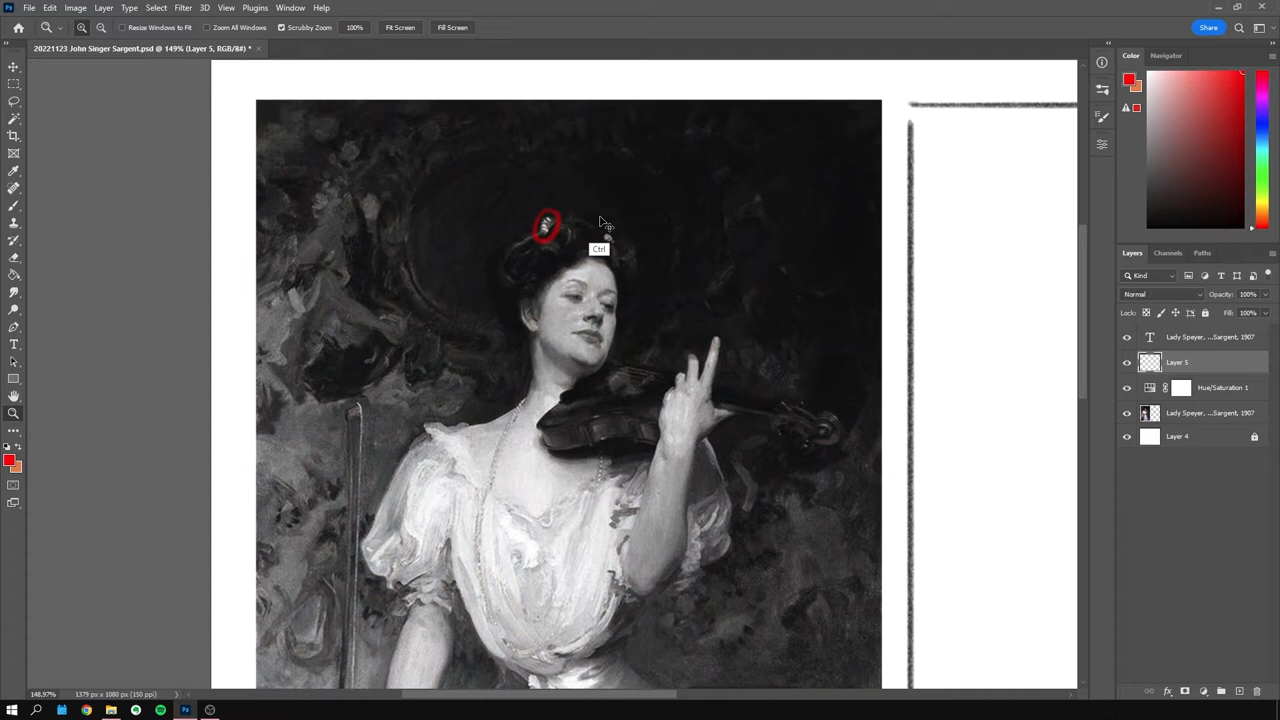 File Edit Image Layer Type Select Filter 3D View Plugins Window Help
Resize Windows to Fit Zoom All Windows Scrubby Zoom 100% Fit Screen Fill Screen Share
20221123 John Singer Sargent.psd @ 149% (Layer 5, RGB/8#) *
Color Navigator
Ctrl
Layers Channels Paths
Kind
Normal Opacity: 100%
Lock: Fill: 100%
Lady Speyer, ...Sargent, 1907
Layer 5
Hue/Saturation 1
Lady Speyer, ...Sargent, 1907
Layer 4
148.97% 1379 px x 1080 px (150 ppi)